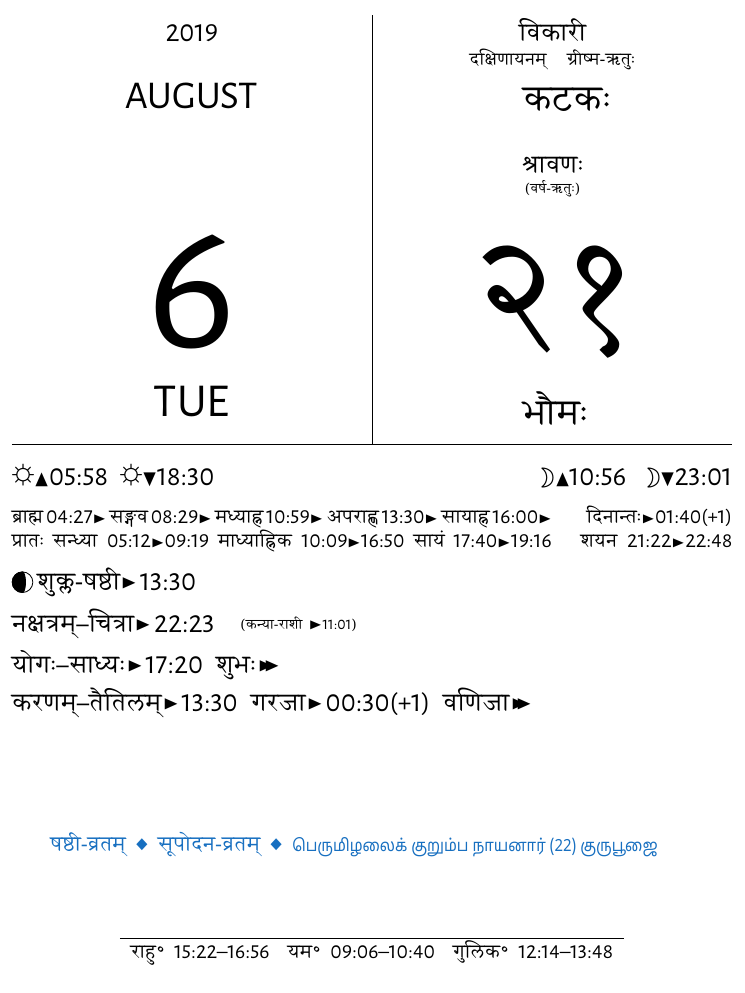 2019
AUGUST
6
TUE
विकारी
दक्षिणायनम् ग्रीष्म-ऋतुः
कटकः
श्रावणः
(वर्ष-ऋतुः)
२१
भौमः
☼▲05:58 ☼▼18:30 ☽▲10:56 ☽▼23:01
ब्राह्म 04:27► सङ्गव 08:29► मध्याह्न 10:59► अपराह्ण 13:30► सायाह्न 16:00► दिनान्तः►01:40(+1)
प्रातः सन्ध्या 05:12►09:19 माध्याह्निक 10:09►16:50 सायं 17:40►19:16 शयन 21:22►22:48
शुक्ल-षष्ठी►13:30
नक्षत्रम्–चित्रा►22:23 (कन्या-राशी ►11:01)
योगः–साध्यः►17:20 शुभः►►
करणम्–तैतिलम्►13:30 गरजा►00:30(+1) वणिजा►►
षष्ठी-व्रतम् ◆ सूपोदन-व्रतम् ◆ பெருமிழலைக் குறும்ப நாயனார் (22) குருபூஜை
राहु॰ 15:22–16:56 यम॰ 09:06–10:40 गुलिक॰ 12:14–13:48